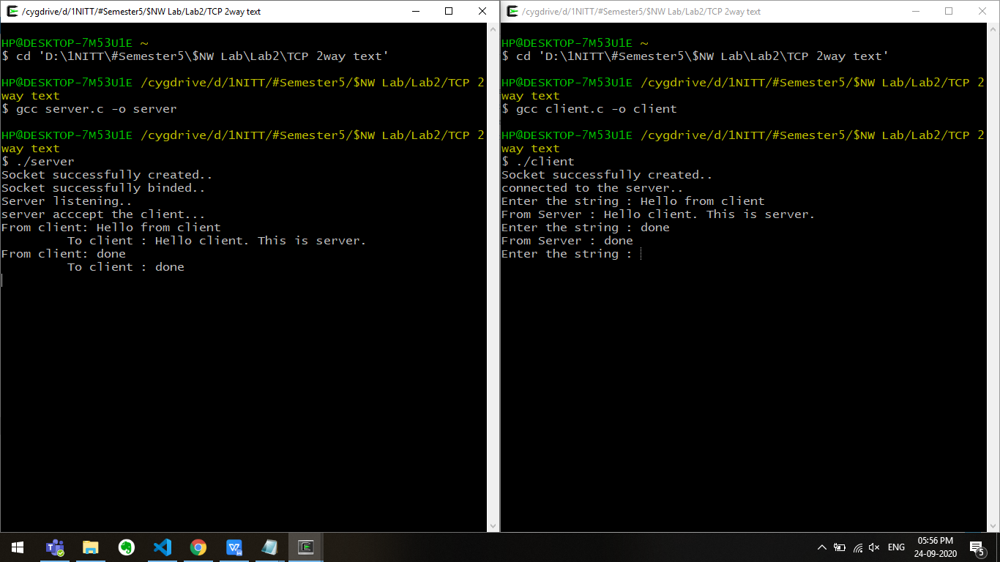 /cygdrive/d/1NITT/#Semester5/$NW Lab/Lab2/TCP 2way text
HP@DESKTOP-7M53U1E ~
$ cd 'D:\1NITT\#Semester5\$NW Lab\Lab2\TCP 2way text'
HP@DESKTOP-7M53U1E /cygdrive/d/1NITT/#Semester5/$NW Lab/Lab2/TCP 2
way text
$ gcc server.c -o server
HP@DESKTOP-7M53U1E /cygdrive/d/1NITT/#Semester5/$NW Lab/Lab2/TCP 2
way text
$ ./server
Socket successfully created..
Socket successfully binded..
Server listening..
server acccept the client...
From client: Hello from client
To client : Hello client. This is server.
From client: done
To client : done
/cygdrive/d/1NITT/#Semester5/$NW Lab/Lab2/TCP 2way text
HP@DESKTOP-7M53U1E ~
$ cd 'D:\1NITT\#Semester5\$NW Lab\Lab2\TCP 2way text'
HP@DESKTOP-7M53U1E /cygdrive/d/1NITT/#Semester5/$NW Lab/Lab2/TCP 2
way text
$ gcc client.c -o client
HP@DESKTOP-7M53U1E /cygdrive/d/1NITT/#Semester5/$NW Lab/Lab2/TCP 2
way text
$ ./client
Socket successfully created..
connected to the server..
Enter the string : Hello from client
From Server : Hello client. This is server.
Enter the string : done
From Server : done
Enter the string :
ENG
05:56 PM
24-09-2020
5